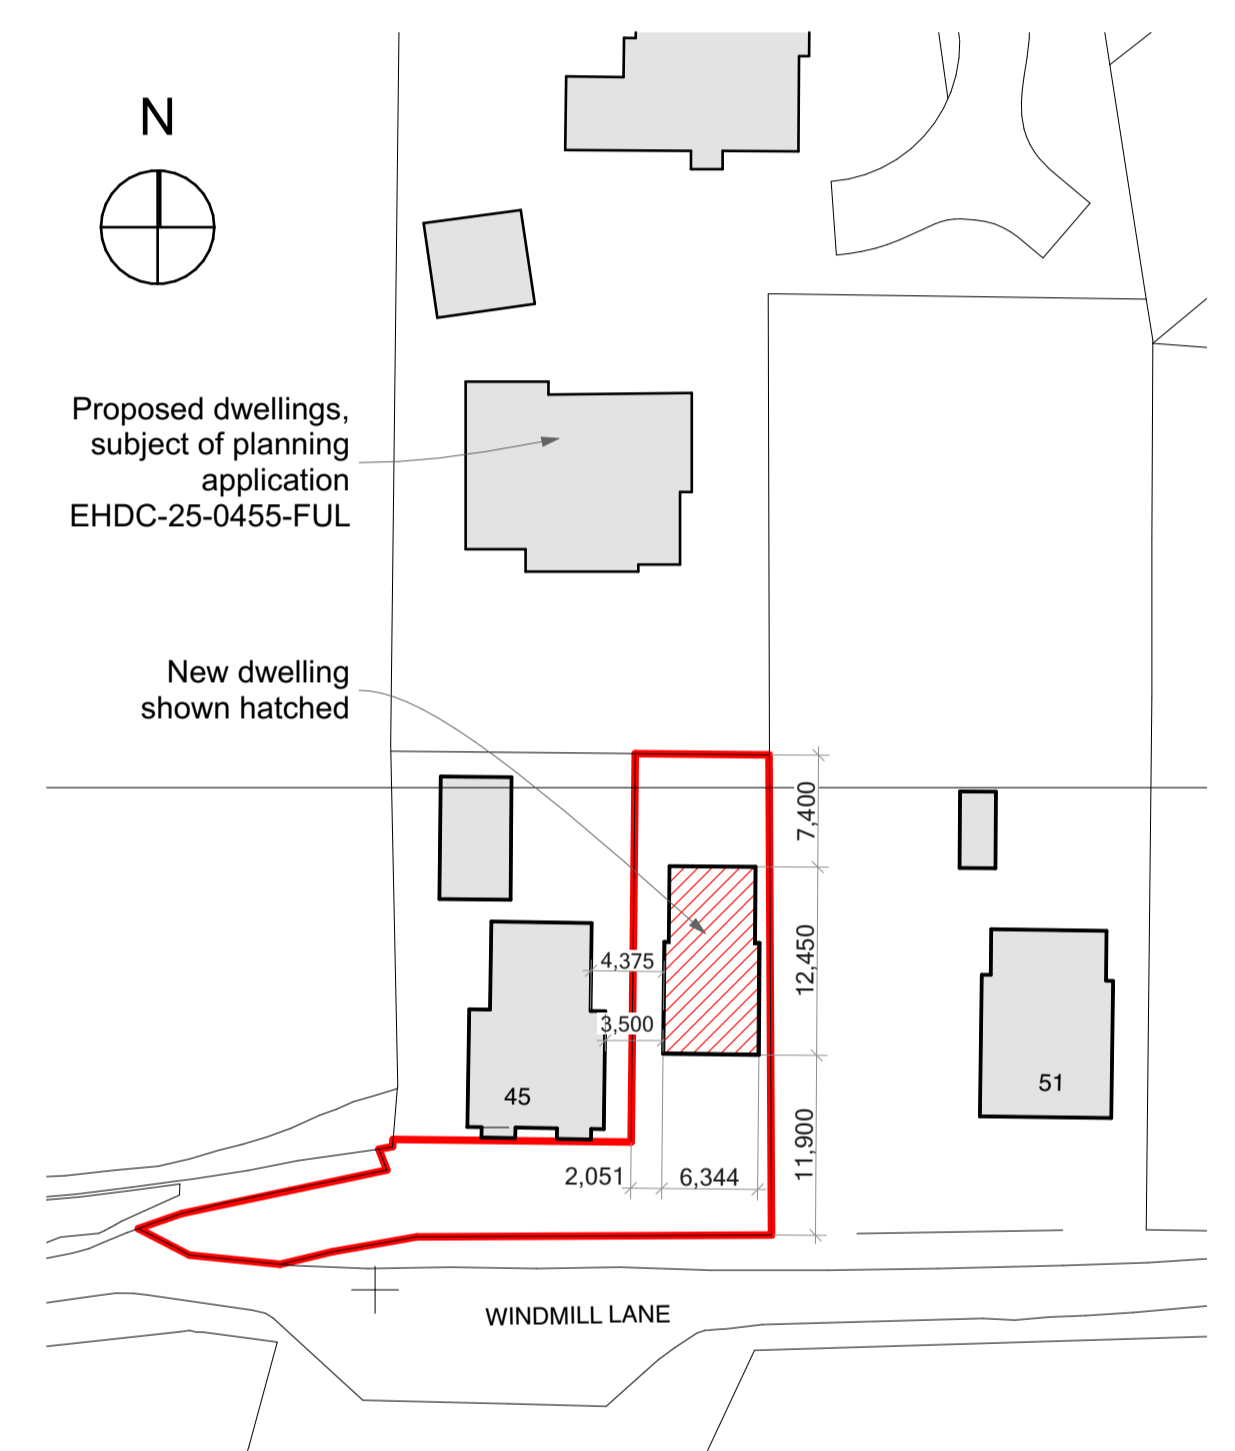 N
Proposed dwellings,
subject of planning
application
EHDC-25-0455-FUL
New dwelling
shown hatched
7,400
12,450
4,375
3,500
45
51
11,900
2,051
6,344
WINDMILL LANE